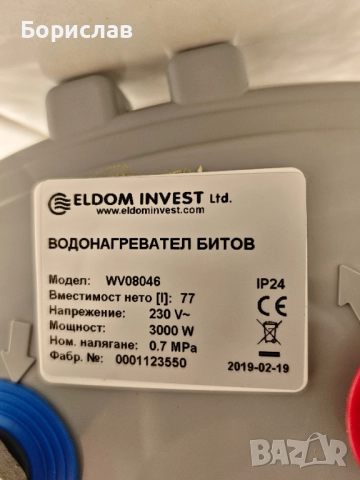 Борислав
ELDOM INVEST Ltd.
www.eldominvest.com
ВОДОНАГРЕВАТЕЛ БИТОВ
Модел: WV08046 IP24
Вместимост нето [l]: 77
Напрежение: 230 V~
Мощност: 3000 W
Ном. налягане: 0.7 MPa
Фабр. №: 0001123550 2019-02-19
BAZAR